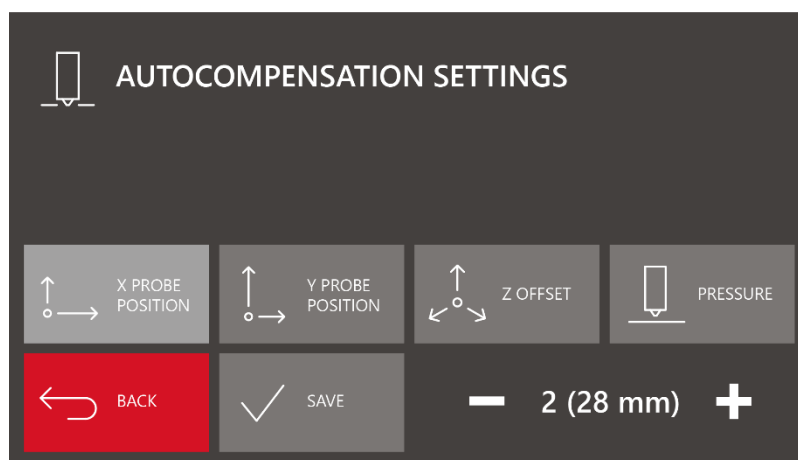 AUTOCOMPENSATION SETTINGS
X PROBE
POSITION
Y PROBE
POSITION
Z OFFSET
PRESSURE
BACK
SAVE
2 (28 mm)